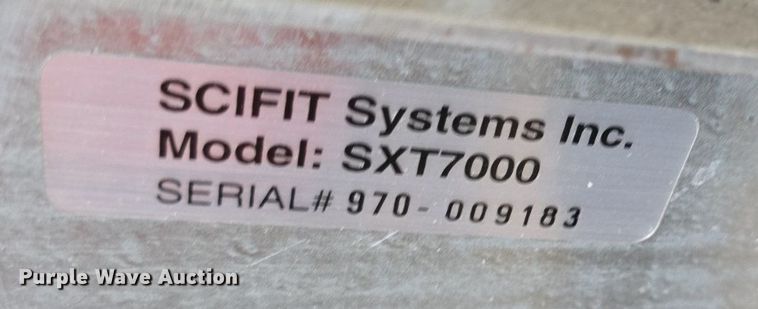 SCIFIT Systems Inc.
Model: SXT7000
SERIAL# 970-009183
Purple Wave Auction